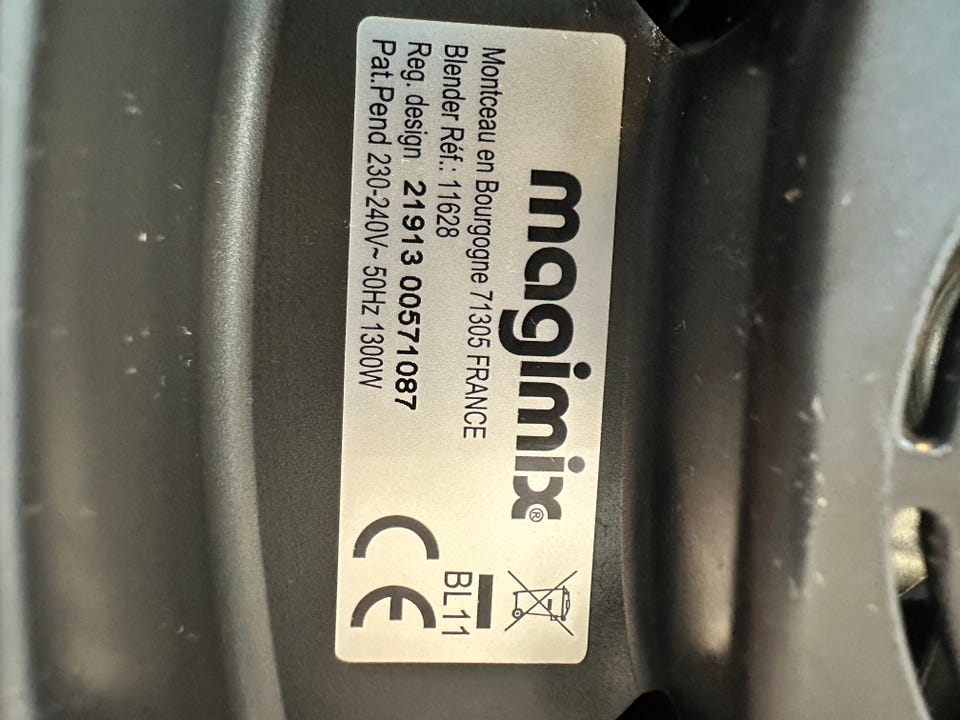 magimix®
Montceau en Bourgogne 71305 FRANCE
Blender Réf.: 11628
Reg. design 21913 00571087
Pat.Pend 230-240V~ 50Hz 1300W
BL11
CE